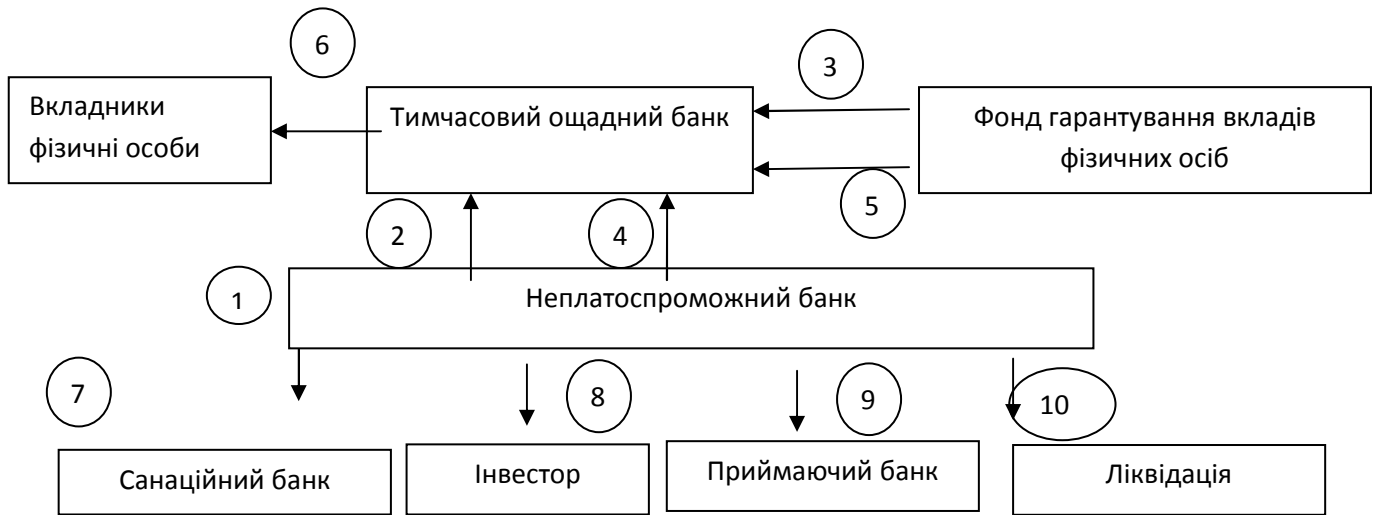 6
3
Вкладники
фізичні особи
Тимчасовий ощадний банк
Фонд гарантування вкладів
фізичних осіб
5
2
4
1
Неплатоспроможний банк
7
8
9
10
Санаційний банк
Інвестор
Приймаючий банк
Ліквідація